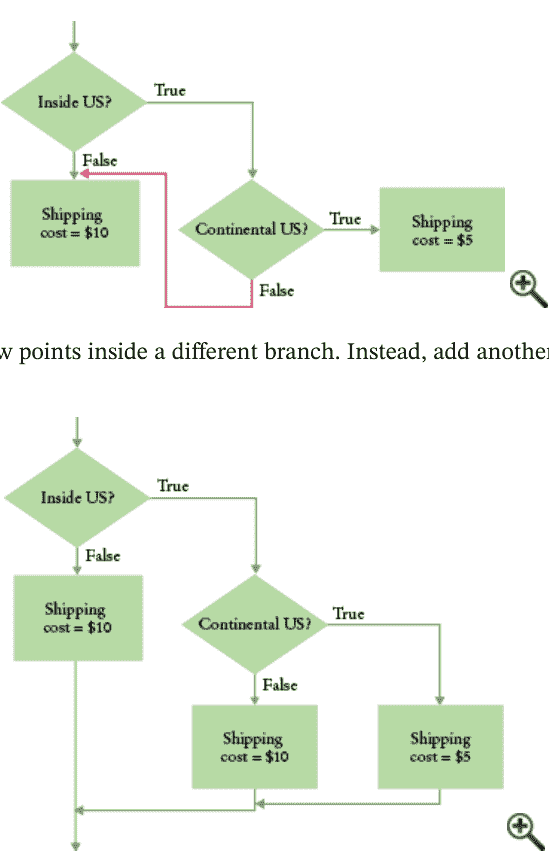 Inside US?
True
False
Shipping
cost = $10
Continental US?
True
Shipping
cost = $5
False
points inside a different branch. Instead, add another
Inside US?
True
False
Shipping
cost = $10
Continental US?
True
False
Shipping
cost = $10
Shipping
cost = $5